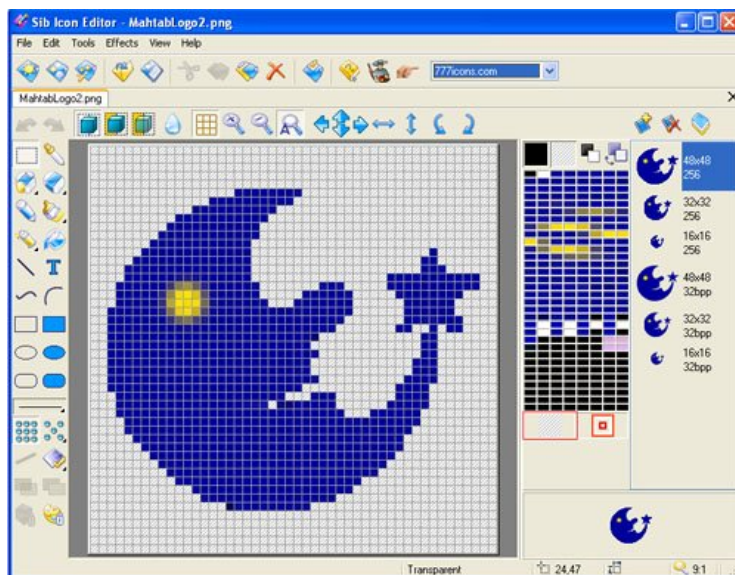 Sib Icon Editor - MahtabLogo2.png
File Edit Tools Effects View Help
777icons.com
MahtabLogo2.png
A
T
48x48
256
32x32
256
16x16
256
48x48
32bpp
32x32
32bpp
16x16
32bpp
Transparent 24,47 9:1